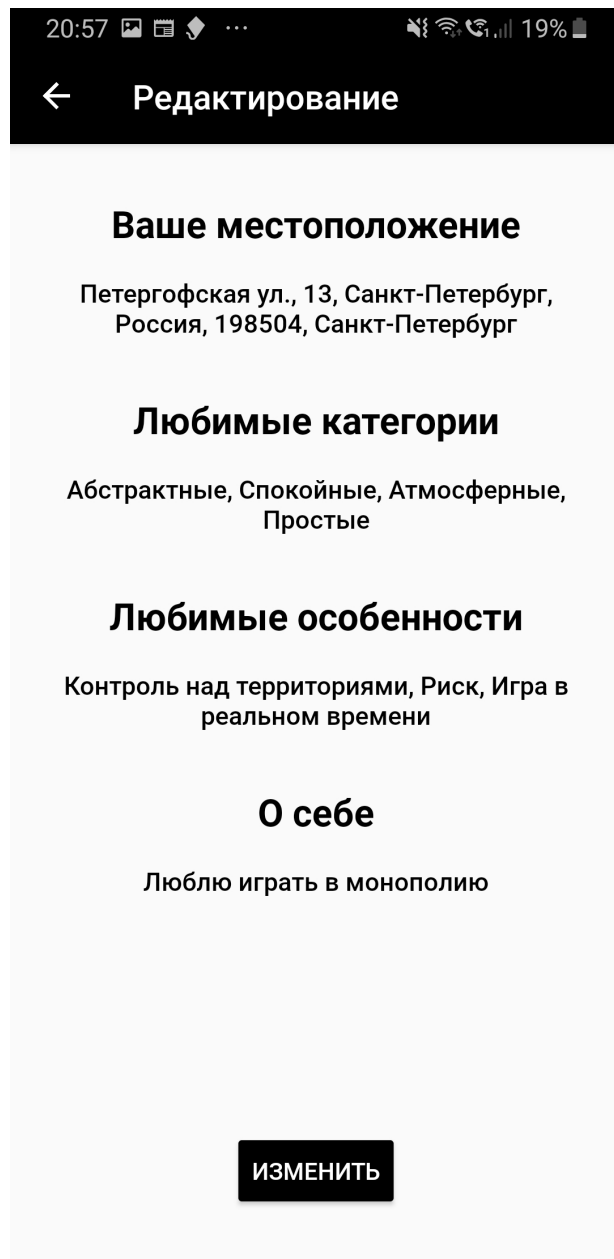 20:57 19%
Редактирование
Ваше местоположение
Петергофская ул., 13, Санкт-Петербург,
Россия, 198504, Санкт-Петербург
Любимые категории
Абстрактные, Спокойные, Атмосферные,
Простые
Любимые особенности
Контроль над территориями, Риск, Игра в
реальном времени
О себе
Люблю играть в монополию
ИЗМЕНИТЬ